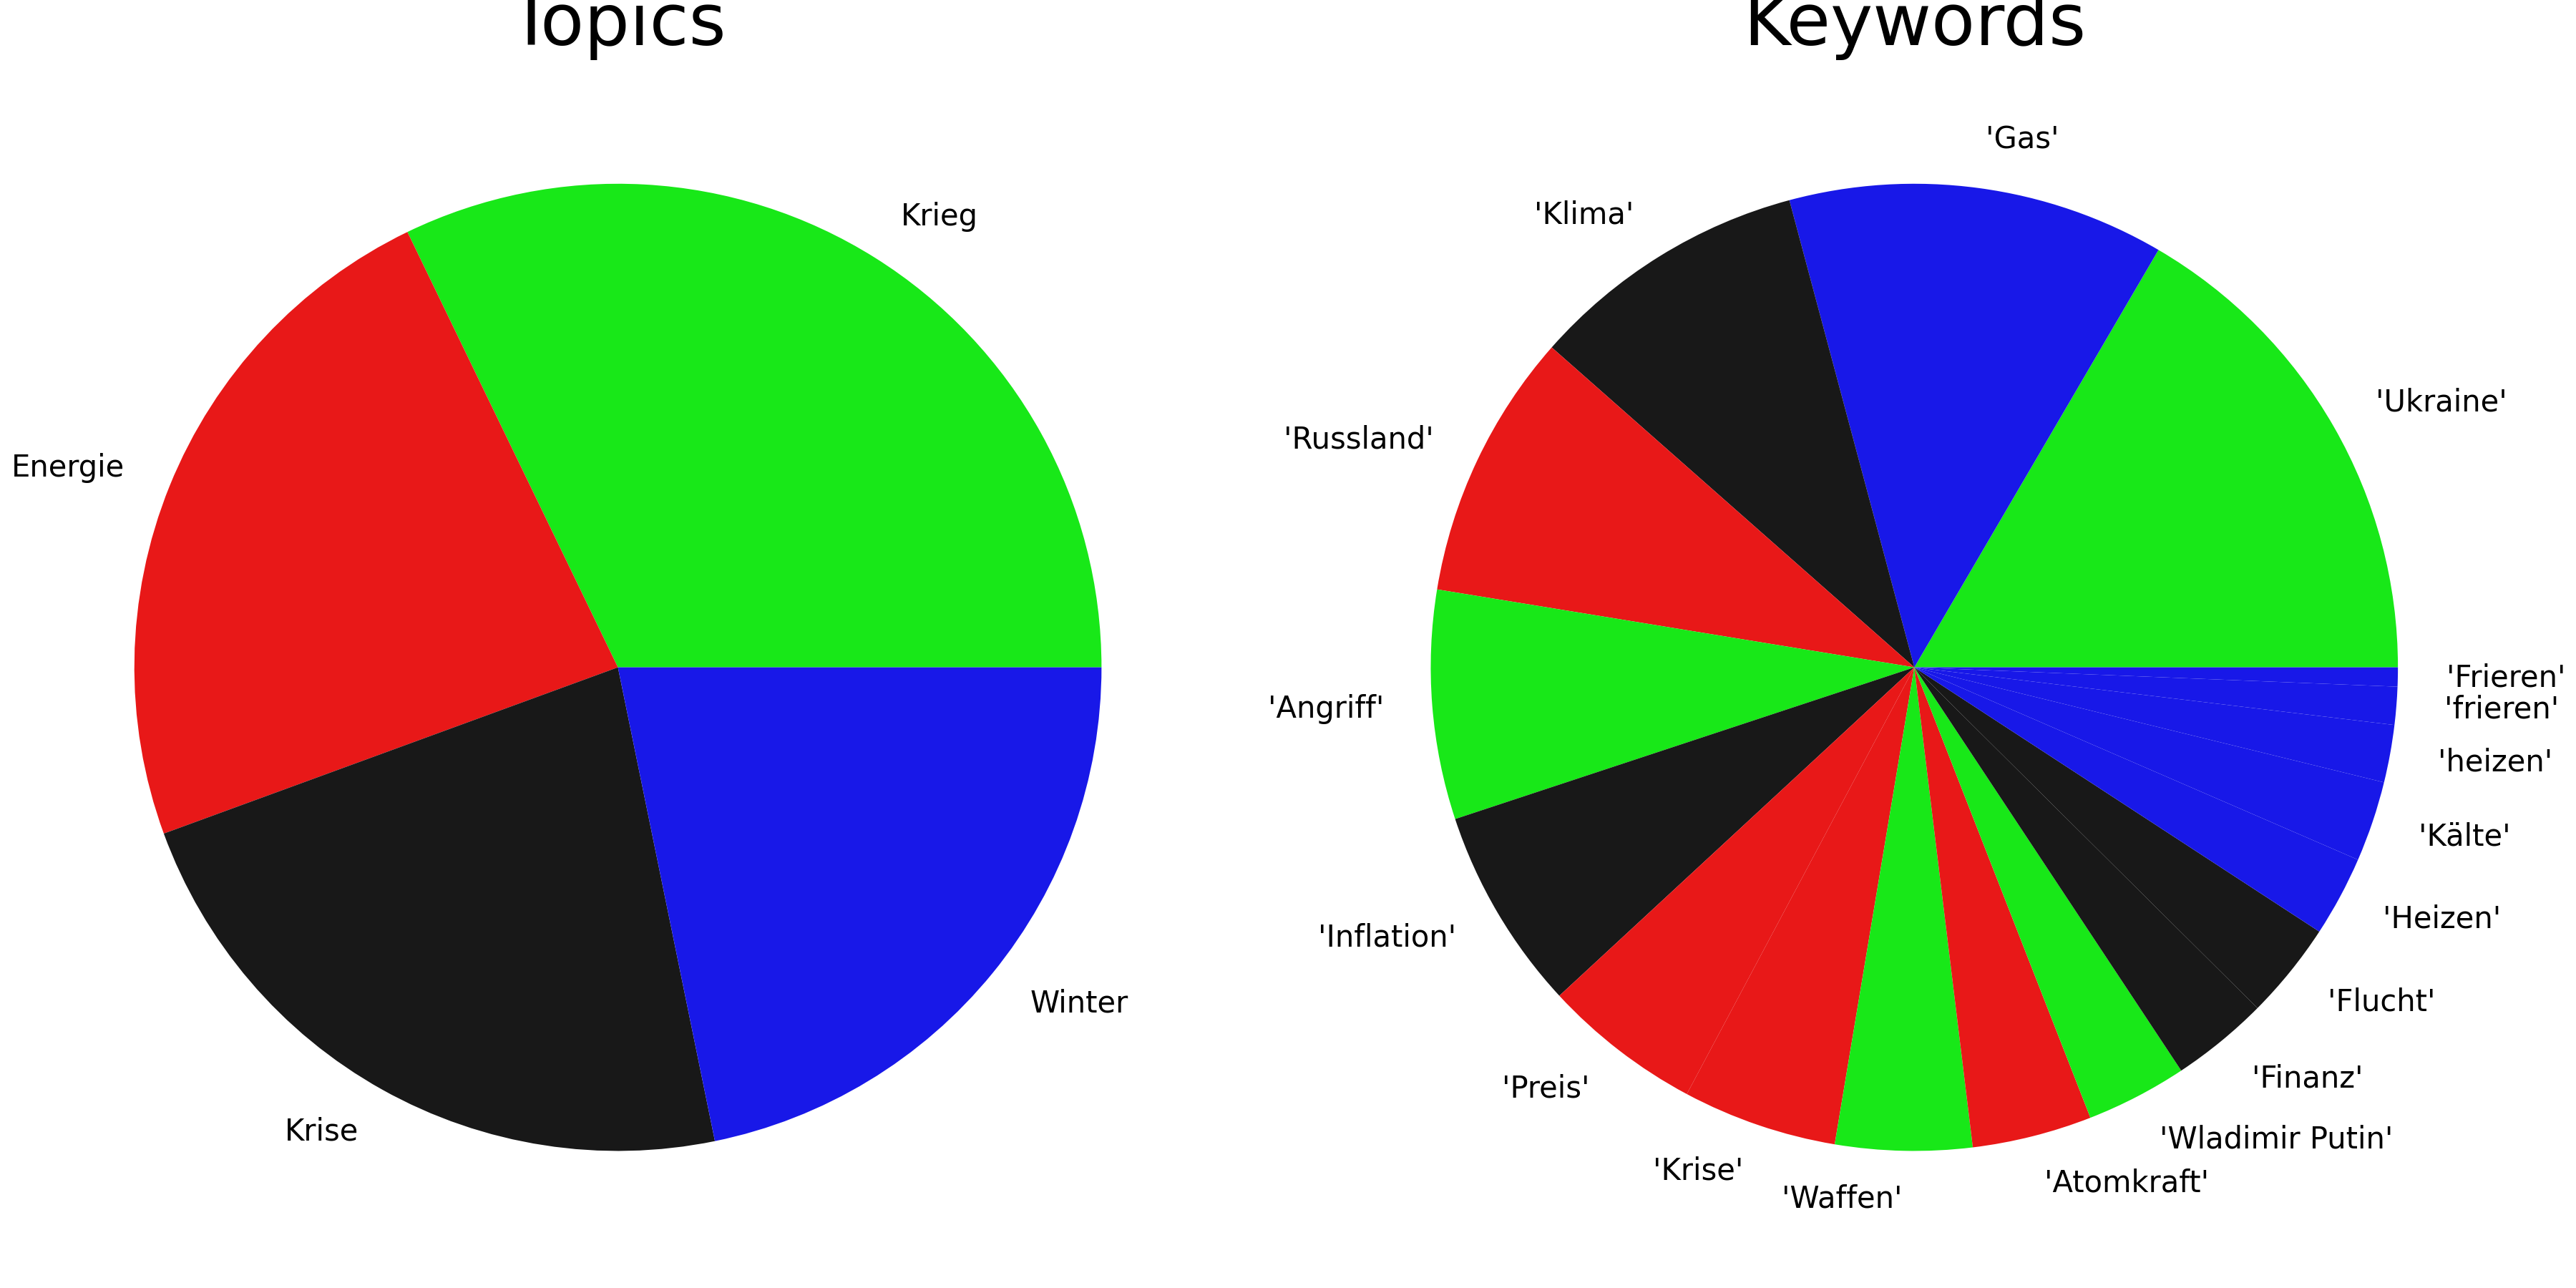 Topics
Krieg
Energie
Krise
Winter
Keywords
'Gas'
'Klima'
'Ukraine'
'Russland'
'Frieren'
'Angriff'
'frieren'
'heizen'
'Kälte'
'Heizen'
'Inflation'
'Flucht'
'Finanz'
'Preis'
'Wladimir Putin'
'Krise'
'Atomkraft'
'Waffen'